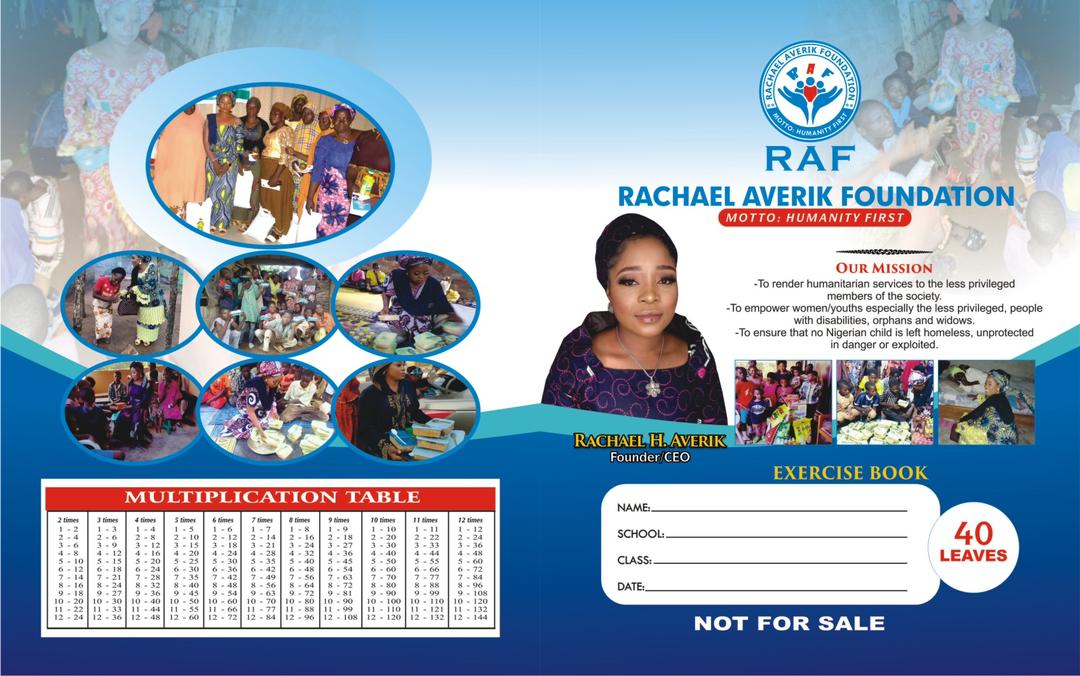 MULTIPLICATION TABLE
2 times 3 times 4 times 5 times 6 times 7 times 8 times 9 times 10 times 11 times 12 times
1 - 2 1 - 3 1 - 4 1 - 5 1 - 6 1 - 7 1 - 8 1 - 9 1 - 10 1 - 11 1 - 12
2 - 4 2 - 6 2 - 8 2 - 10 2 - 12 2 - 14 2 - 16 2 - 18 2 - 20 2 - 22 2 - 24
3 - 6 3 - 9 3 - 12 3 - 15 3 - 18 3 - 21 3 - 24 3 - 27 3 - 30 3 - 33 3 - 36
4 - 8 4 - 12 4 - 16 4 - 20 4 - 24 4 - 28 4 - 32 4 - 36 4 - 40 4 - 44 4 - 48
5 - 10 5 - 15 5 - 20 5 - 25 5 - 30 5 - 35 5 - 40 5 - 45 5 - 50 5 - 55 5 - 60
6 - 12 6 - 18 6 - 24 6 - 30 6 - 36 6 - 42 6 - 48 6 - 54 6 - 60 6 - 66 6 - 72
7 - 14 7 - 21 7 - 28 7 - 35 7 - 42 7 - 49 7 - 56 7 - 63 7 - 70 7 - 77 7 - 84
8 - 16 8 - 24 8 - 32 8 - 40 8 - 48 8 - 56 8 - 64 8 - 72 8 - 80 8 - 88 8 - 96
9 - 18 9 - 27 9 - 36 9 - 45 9 - 54 9 - 63 9 - 72 9 - 81 9 - 90 9 - 99 9 - 108
10 - 20 10 - 30 10 - 40 10 - 50 10 - 60 10 - 70 10 - 80 10 - 90 10 - 100 10 - 110 10 - 120
11 - 22 11 - 33 11 - 44 11 - 55 11 - 66 11 - 77 11 - 88 11 - 99 11 - 110 11 - 121 11 - 132
12 - 24 12 - 36 12 - 48 12 - 60 12 - 72 12 - 84 12 - 96 12 - 108 12 - 120 12 - 132 12 - 144
RACHAEL AVERIK FOUNDATION
RAF
MOTTO: HUMANITY FIRST
RAF
RACHAEL AVERIK FOUNDATION
MOTTO: HUMANITY FIRST
OUR MISSION
-To render humanitarian services to the less privileged
members of the society.
-To empower women/youths especially the less privileged, people
with disabilities, orphans and widows.
-To ensure that no Nigerian child is left homeless, unprotected
in danger or exploited.
RACHAEL H. AVERIK
Founder/CEO
EXERCISE BOOK
NAME:
SCHOOL:
CLASS:
DATE:
40
LEAVES
NOT FOR SALE